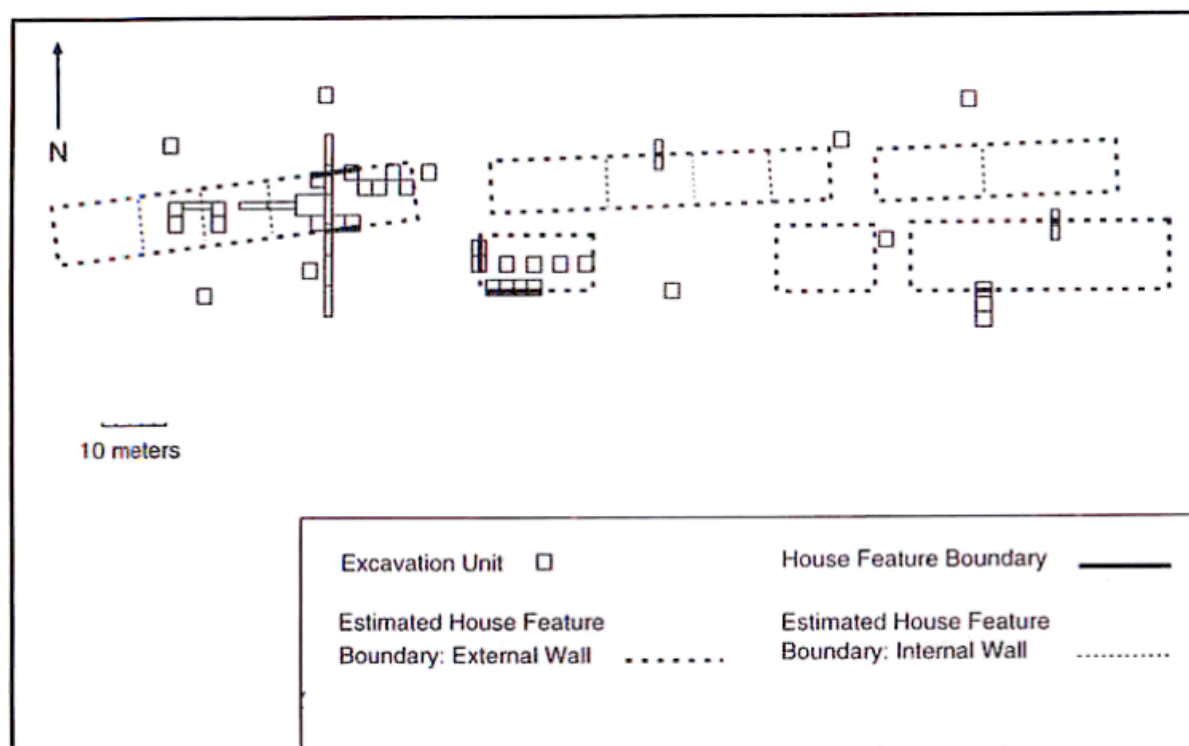 N
10 meters
Excavation Unit
House Feature Boundary
Estimated House Feature
Boundary: External Wall
Estimated House Feature
Boundary: Internal Wall